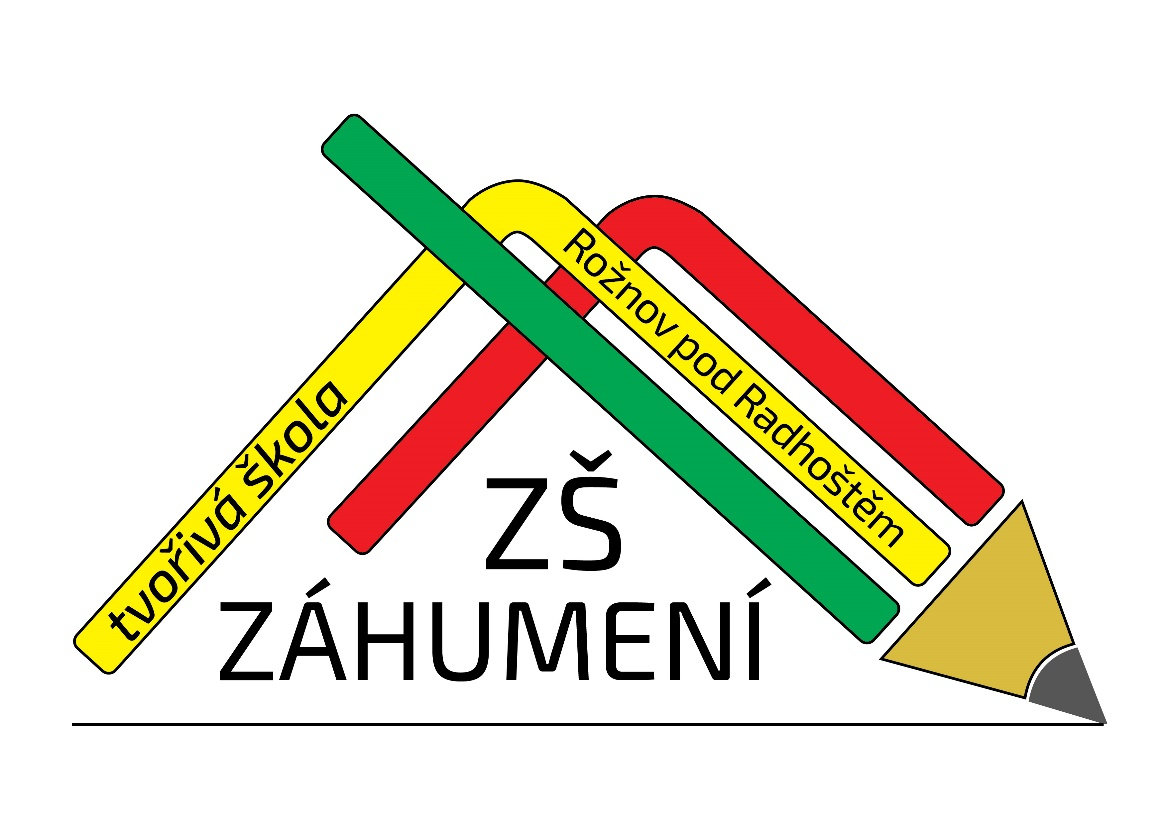 tvořivá škola
Rožnov pod Radhoštěm
ZŠ
ZÁHUMENÍ